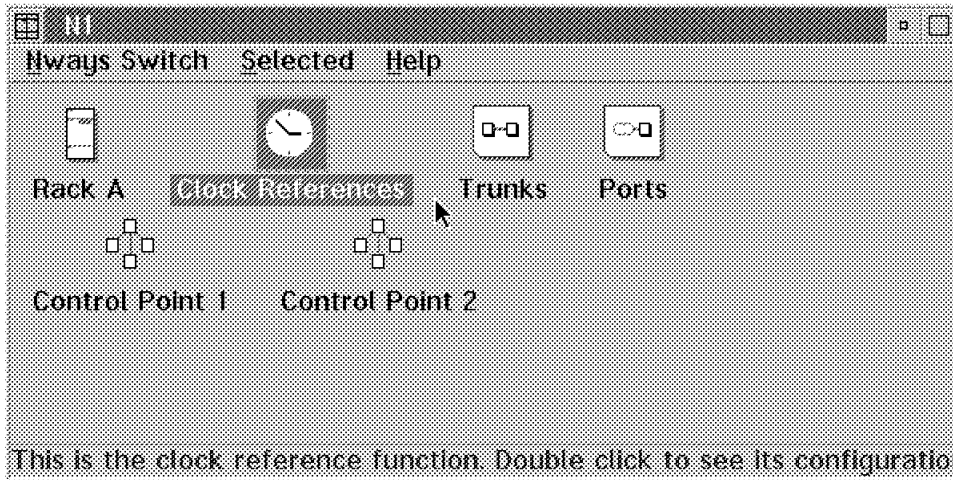 N1
Nways Switch Selected Help
Rack A Clock References Trunks Ports
Control Point 1 Control Point 2
This is the clock reference function. Double click to see its configuratio